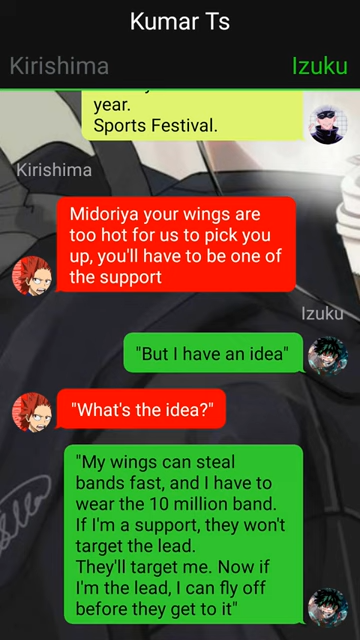 Kumar Ts
Kirishima
Izuku
year.
Sports Festival.
Kirishima
Midoriya your wings are
too hot for us to pick you
up, you'll have to be one of
the support
Izuku
"But I have an idea"
"What's the idea?"
"My wings can steal
bands fast, and I have to
wear the 10 million band.
If I'm a support, they won't
target the lead.
They'll target me. Now if
I'm the lead, I can fly off
before they get to it"